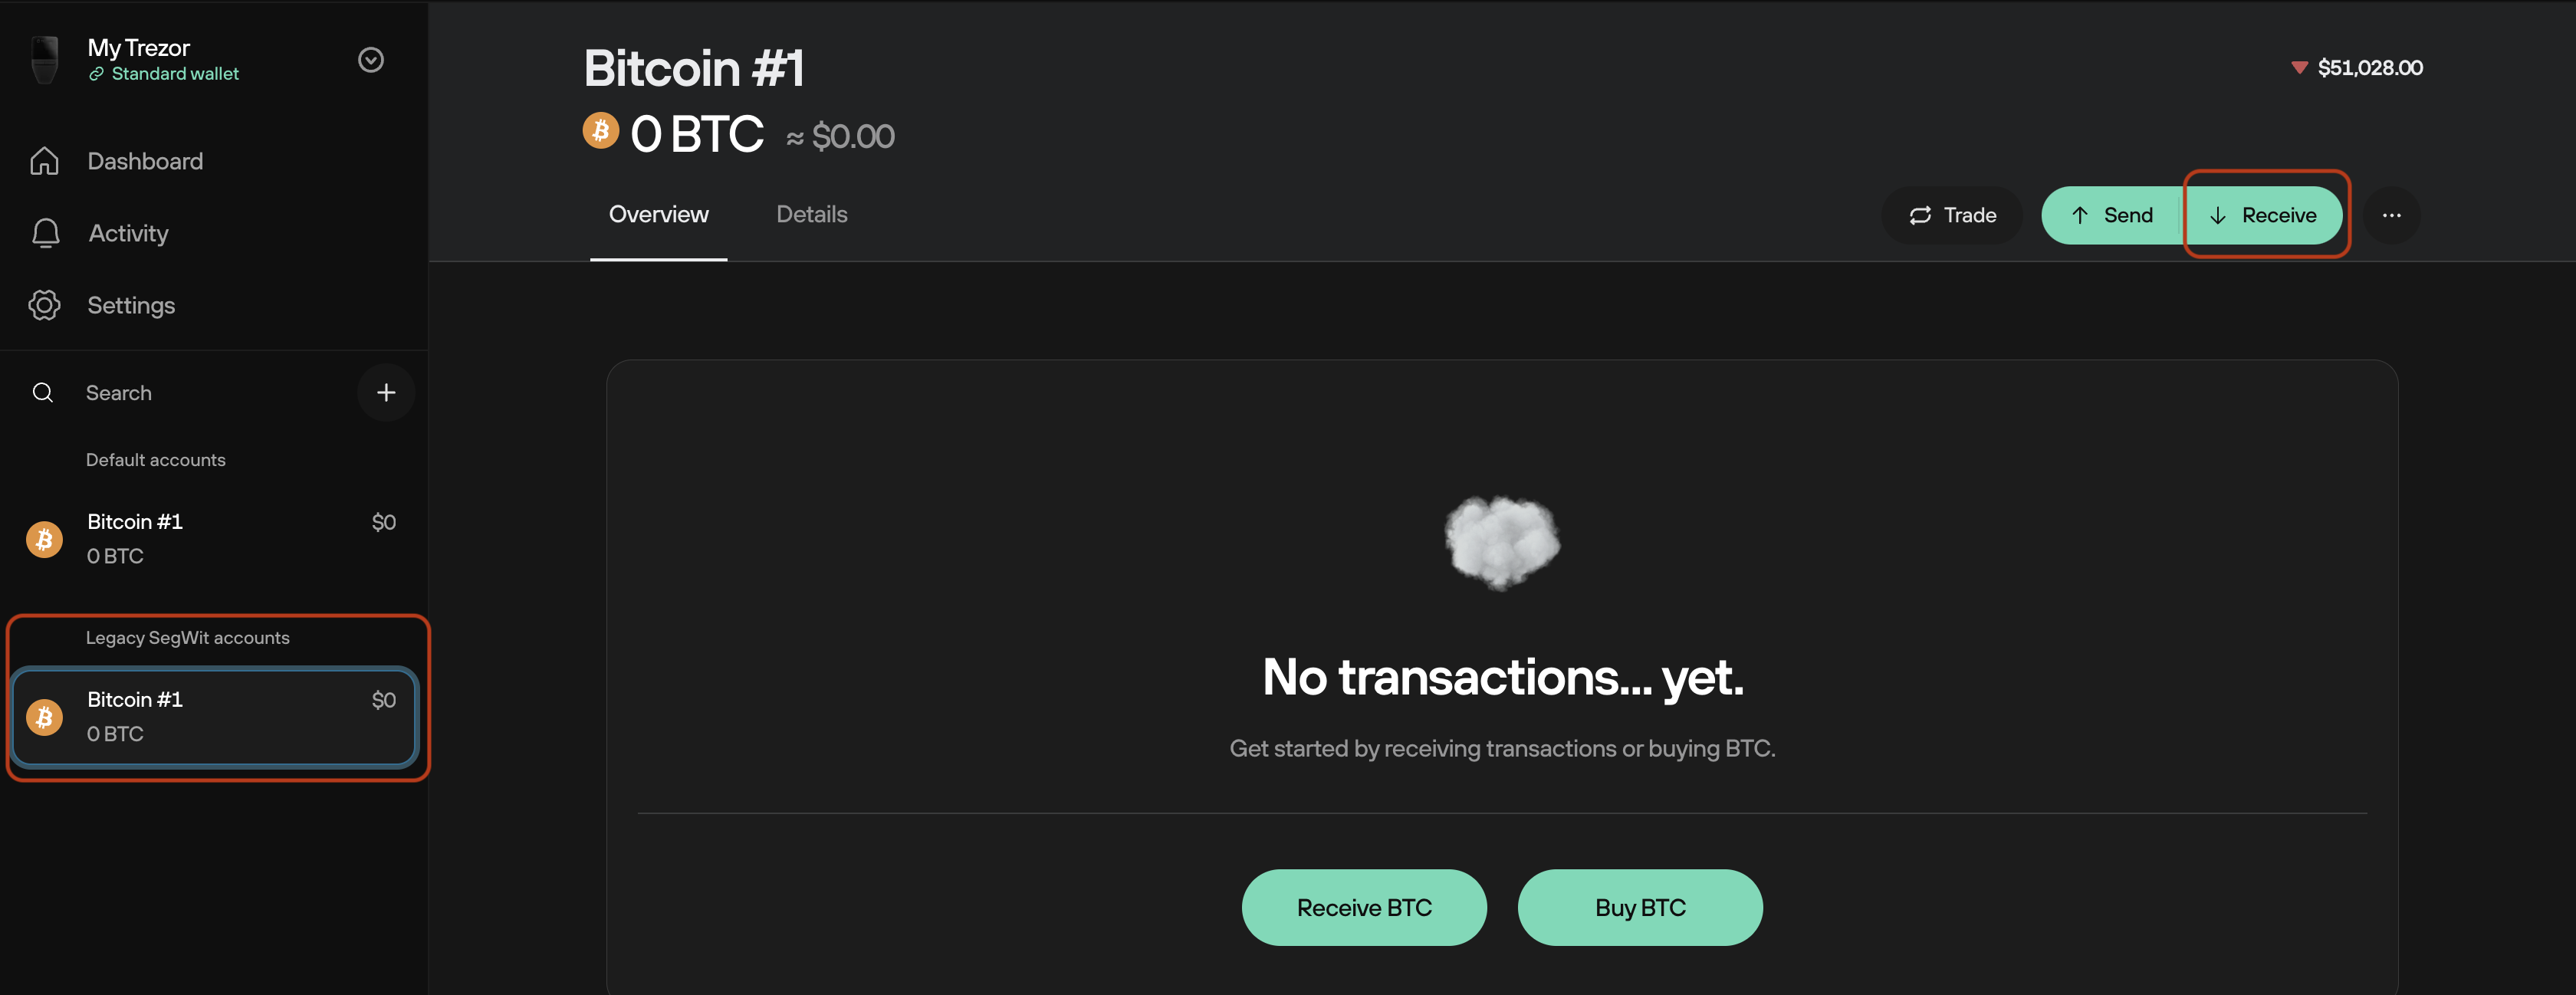 My Trezor
Standard wallet
Dashboard
Activity
Settings
Search
Default accounts
Bitcoin #1 $0
0 BTC
Legacy SegWit accounts
Bitcoin #1 $0
0 BTC
Bitcoin #1
$51,028.00
0 BTC ≈ $0.00
Overview Details
Trade Send Receive
No transactions... yet.
Get started by receiving transactions or buying BTC.
Receive BTC Buy BTC